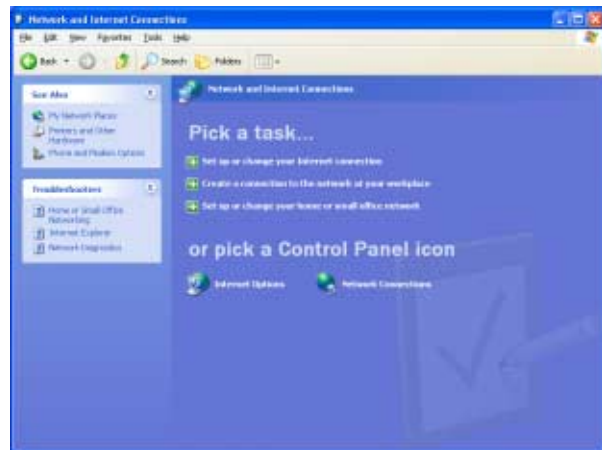 Network and Internet Connections
File Edit View Favorites Tools Help
Back Search Folders
See Also
My Network Places
Printers and Other
Hardware
Phone and Modem Options
Troubleshooters
Home or Small Office
Networking
Internet Explorer
Network Diagnostics
Network and Internet Connections
Pick a task...
Set up or change your Internet connection
Create a connection to the network at your workplace
Set up or change your home or small office network
or pick a Control Panel icon
Internet Options Network Connections